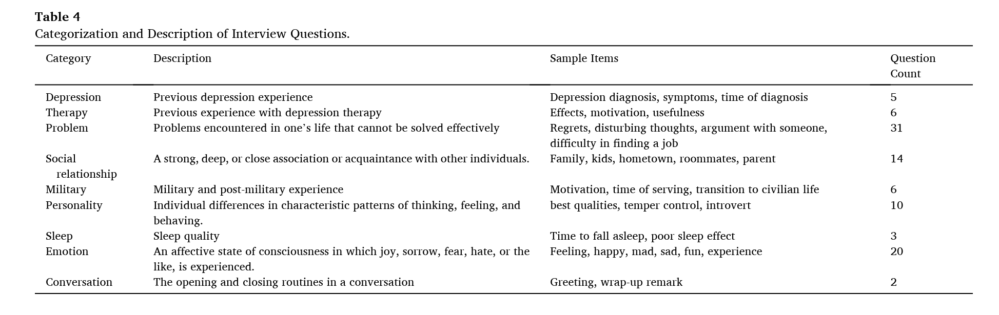 Table 4
Categorization and Description of Interview Questions.
Category Description Sample Items Question
Count
Depression Previous depression experience Depression diagnosis, symptoms, time of diagnosis 5
Therapy Previous experience with depression therapy Effects, motivation, usefulness 6
Problem Problems encountered in one’s life that cannot be solved effectively Regrets, disturbing thoughts, argument with someone, 31
difficulty in finding a job
Social A strong, deep, or close association or acquaintance with other individuals. Family, kids, hometown, roommates, parent 14
relationship
Military Military and post-military experience Motivation, time of serving, transition to civilian life 6
Personality Individual differences in characteristic patterns of thinking, feeling, and best qualities, temper control, introvert 10
behaving.
Sleep Sleep quality Time to fall asleep, poor sleep effect 3
Emotion An affective state of consciousness in which joy, sorrow, fear, hate, or the Feeling, happy, mad, sad, fun, experience 20
like, is experienced.
Conversation The opening and closing routines in a conversation Greeting, wrap-up remark 2